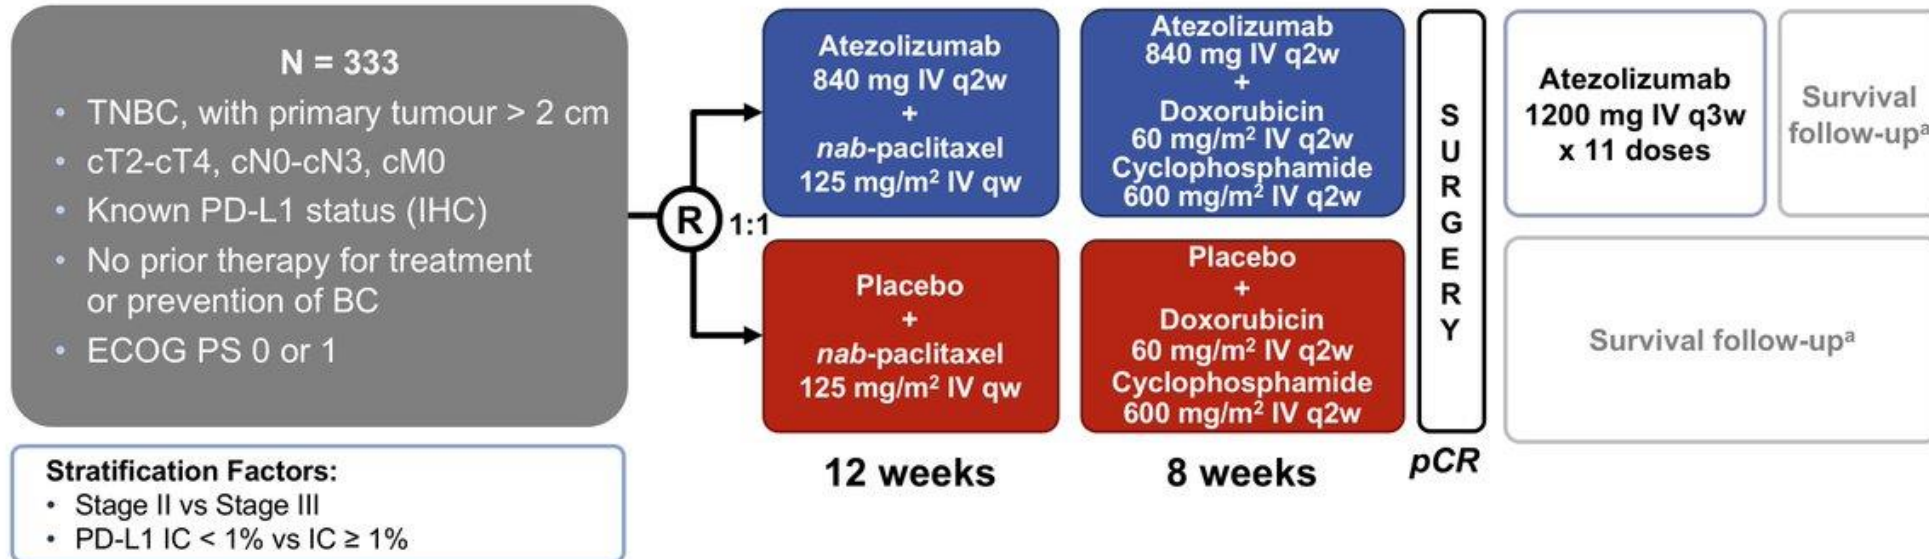 N = 333
• TNBC, with primary tumour > 2 cm
• cT2-cT4, cN0-cN3, cM0
• Known PD-L1 status (IHC)
• No prior therapy for treatment
or prevention of BC
• ECOG PS 0 or 1
Stratification Factors:
• Stage II vs Stage III
• PD-L1 IC < 1% vs IC ≥ 1%
R
1:1
Atezolizumab
840 mg IV q2w
+
nab-paclitaxel
125 mg/m² IV qw
Atezolizumab
840 mg IV q2w
+
Doxorubicin
60 mg/m² IV q2w
Cyclophosphamide
600 mg/m² IV q2w
Placebo
+
nab-paclitaxel
125 mg/m² IV qw
Placebo
+
Doxorubicin
60 mg/m² IV q2w
Cyclophosphamide
600 mg/m² IV q2w
12 weeks
8 weeks
S
U
R
G
E
R
Y
pCR
Atezolizumab
1200 mg IV q3w
x 11 doses
Survival
follow-upᵃ
Survival follow-upᵃ